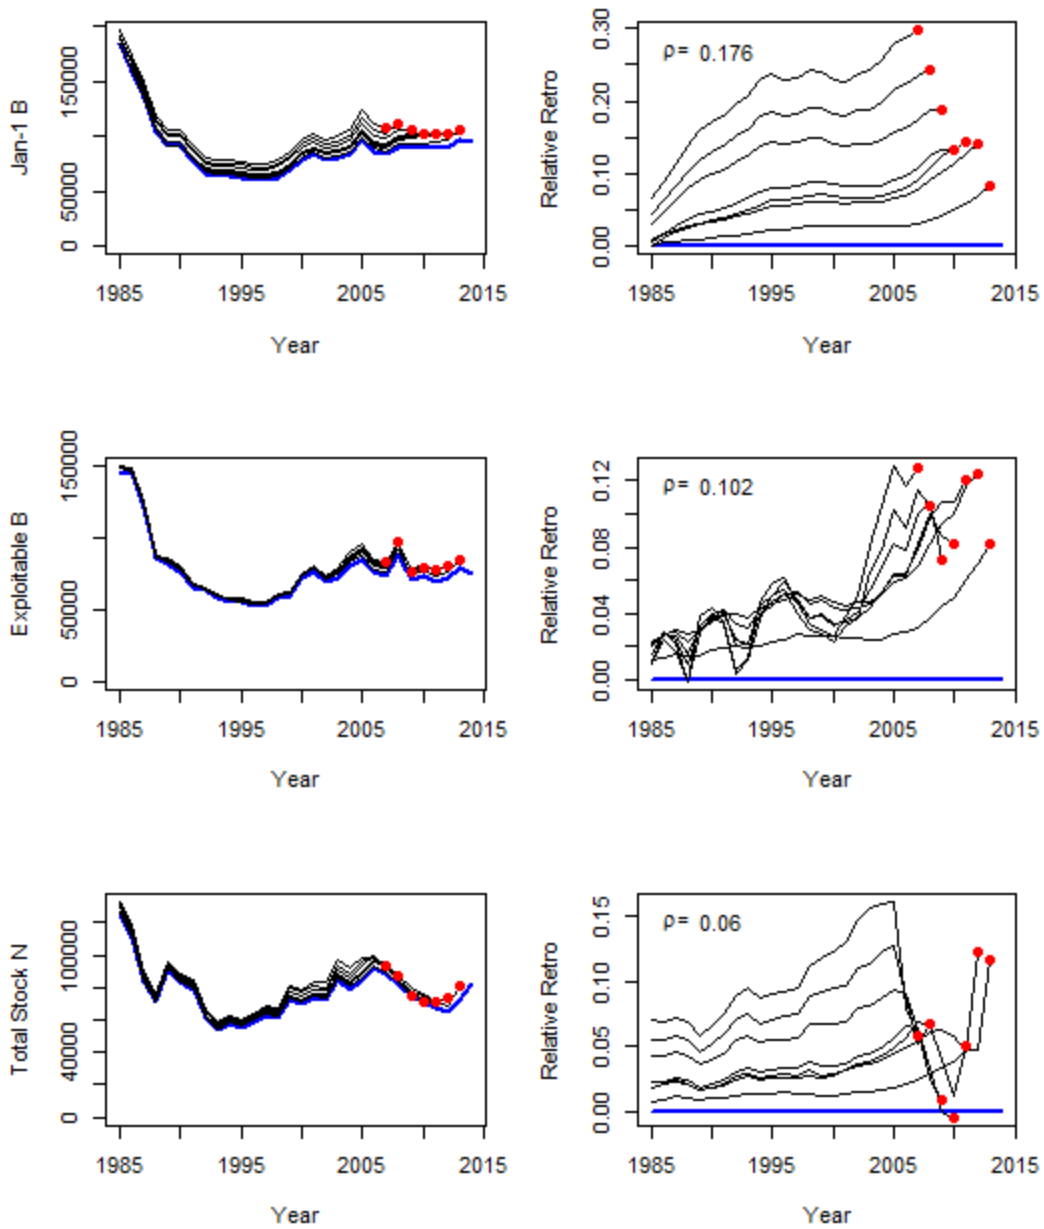 Jan-1 B
0 50000 150000
1985 1995 2005 2015
Year
Relative Retro
0.00 0.10 0.20 0.30
ρ= 0.176
1985 1995 2005 2015
Year
Exploitable B
0 50000 150000
1985 1995 2005 2015
Year
Relative Retro
0.00 0.04 0.08 0.12
ρ= 0.102
1985 1995 2005 2015
Year
Total Stock N
0 40000 100000
1985 1995 2005 2015
Year
Relative Retro
0.00 0.05 0.10 0.15
ρ= 0.06
1985 1995 2005 2015
Year